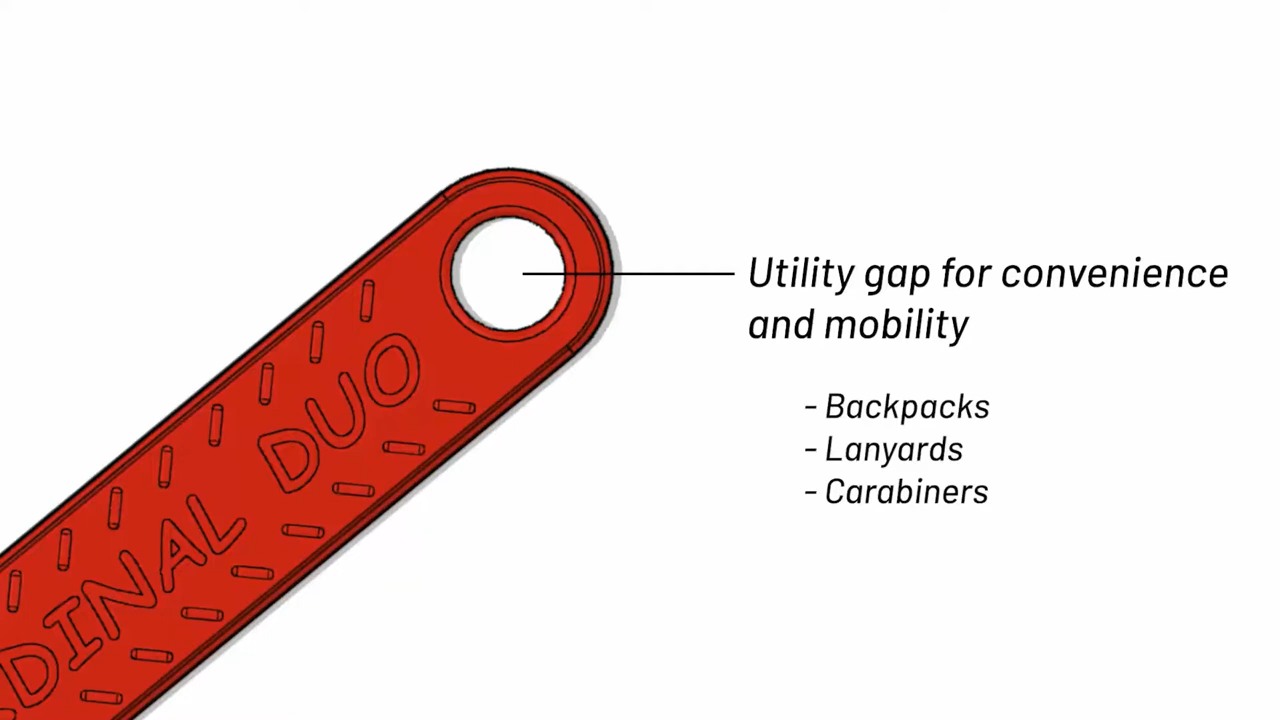 DINAL DUO
Utility gap for convenience
and mobility
- Backpacks
- Lanyards
- Carabiners